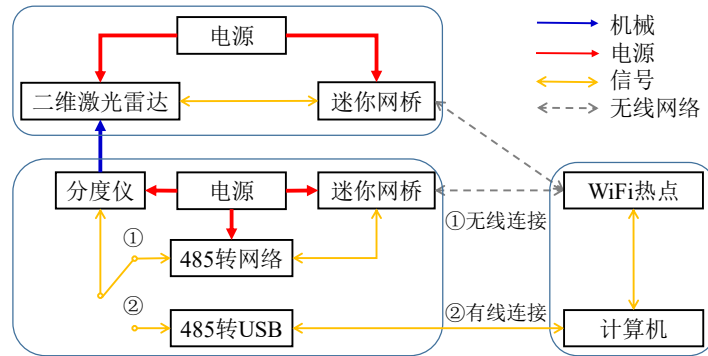 电源
机械
电源
信号
无线网络
二维激光雷达
迷你网桥
分度仪
电源
迷你网桥
WiFi热点
①无线连接
①
485转网络
②
②有线连接
485转USB
计算机